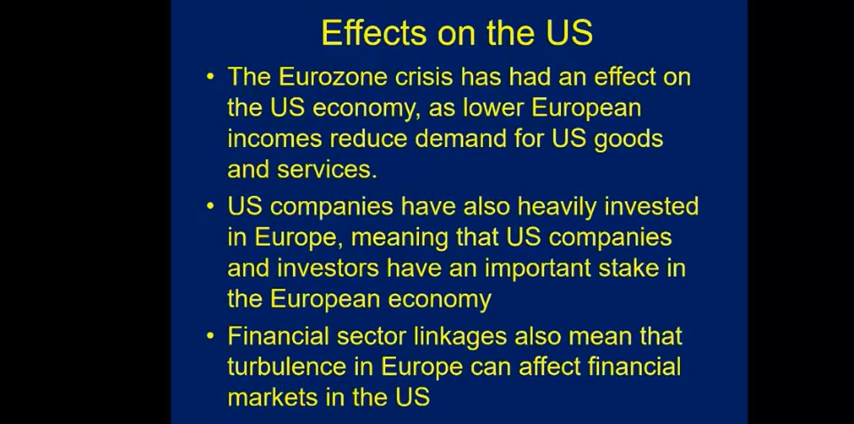 Effects on the US
• The Eurozone crisis has had an effect on
the US economy, as lower European
incomes reduce demand for US goods
and services.
• US companies have also heavily invested
in Europe, meaning that US companies
and investors have an important stake in
the European economy
• Financial sector linkages also mean that
turbulence in Europe can affect financial
markets in the US